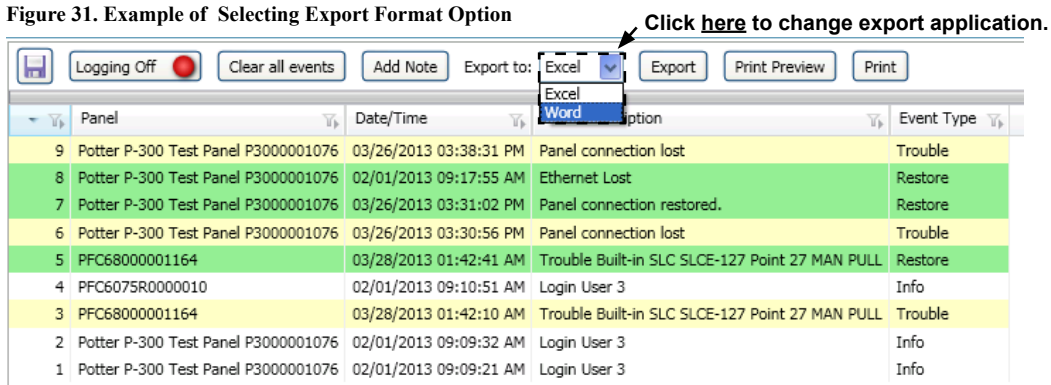 Figure 31. Example of Selecting Export Format Option
Click here to change export application.
Logging Off Clear all events Add Note Export to: Excel Export Print Preview Print
Excel
Word
Panel Date/Time ption Event Type
9 Potter P-300 Test Panel P3000001076 03/26/2013 03:38:31 PM Panel connection lost Trouble
8 Potter P-300 Test Panel P3000001076 02/01/2013 09:17:55 AM Ethernet Lost Restore
7 Potter P-300 Test Panel P3000001076 03/26/2013 03:31:02 PM Panel connection restored. Restore
6 Potter P-300 Test Panel P3000001076 03/26/2013 03:30:56 PM Panel connection lost Trouble
5 PFC68000001164 03/28/2013 01:42:41 AM Trouble Built-in SLC SLCE-127 Point 27 MAN PULL Restore
4 PFC6075R0000010 02/01/2013 09:10:51 AM Login User 3 Info
3 PFC68000001164 03/28/2013 01:42:10 AM Trouble Built-in SLC SLCE-127 Point 27 MAN PULL Trouble
2 Potter P-300 Test Panel P3000001076 02/01/2013 09:09:32 AM Login User 3 Info
1 Potter P-300 Test Panel P3000001076 02/01/2013 09:09:21 AM Login User 3 Info